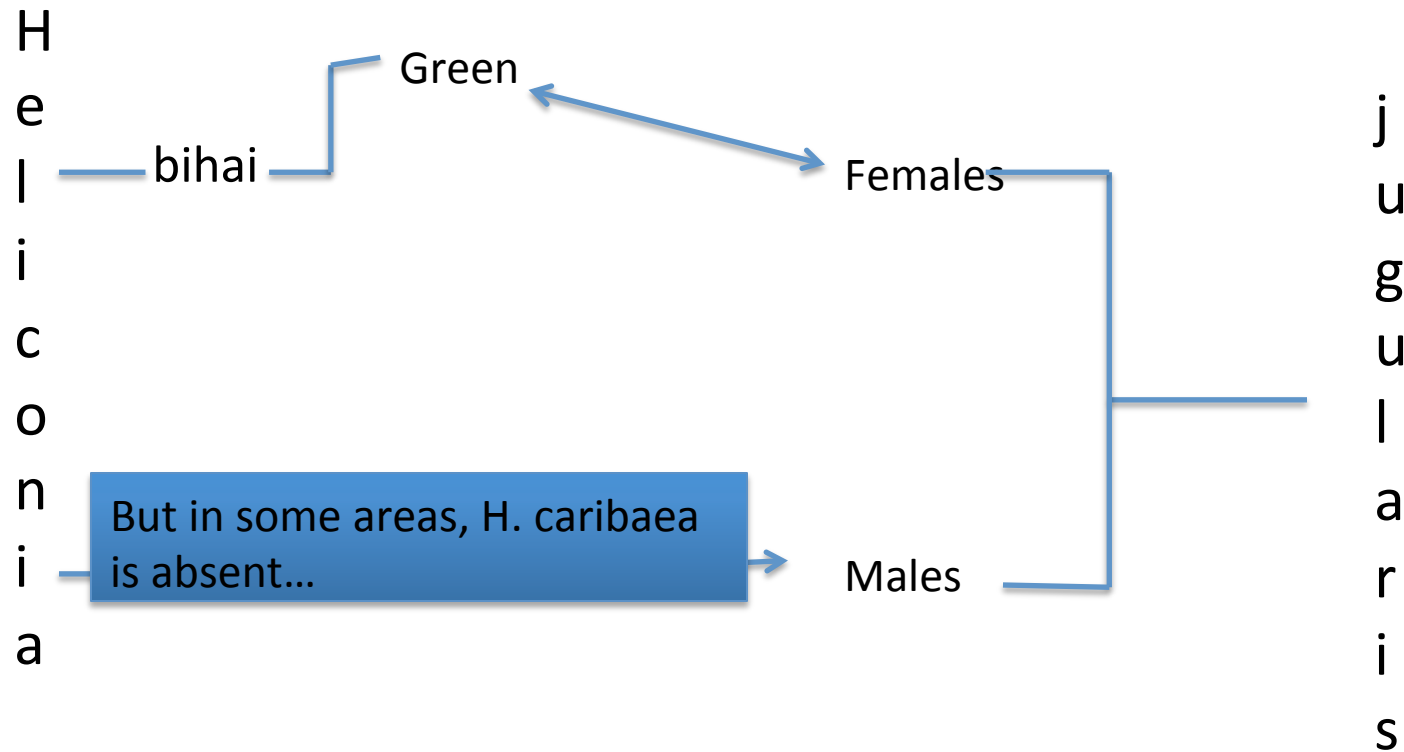 Heliconia
bihai
Green
Females
But in some areas, H. caribaea
is absent…
Males
jugularis